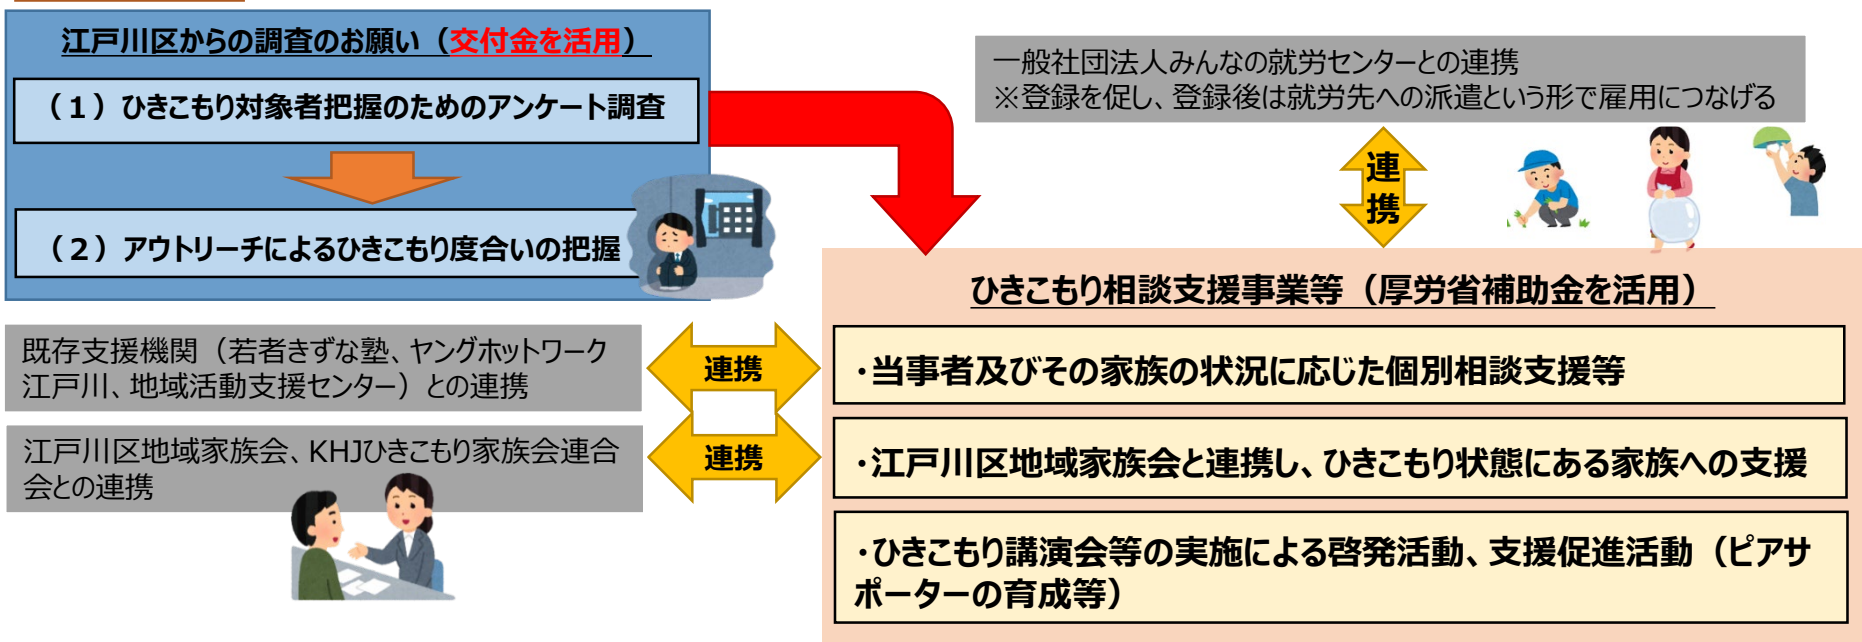 江戸川区からの調査のお願い（交付金を活用）
（１）ひきこもり対象者把握のためのアンケート調査
（２）アウトリーチによるひきこもり度合いの把握
一般社団法人みんなの就労センターとの連携
※登録を促し、登録後は就労先への派遣という形で雇用につなげる
連
携
ひきこもり相談支援事業等（厚労省補助金を活用）
・当事者及びその家族の状況に応じた個別相談支援等
・江戸川区地域家族会と連携し、ひきこもり状態にある家族への支援
・ひきこもり講演会等の実施による啓発活動、支援促進活動（ピアサ
ポーターの育成等）
既存支援機関（若者きずな塾、ヤングホットワーク
江戸川、地域活動支援センター）との連携
連携
江戸川区地域家族会、KHJひきこもり家族会連合
会との連携
連携